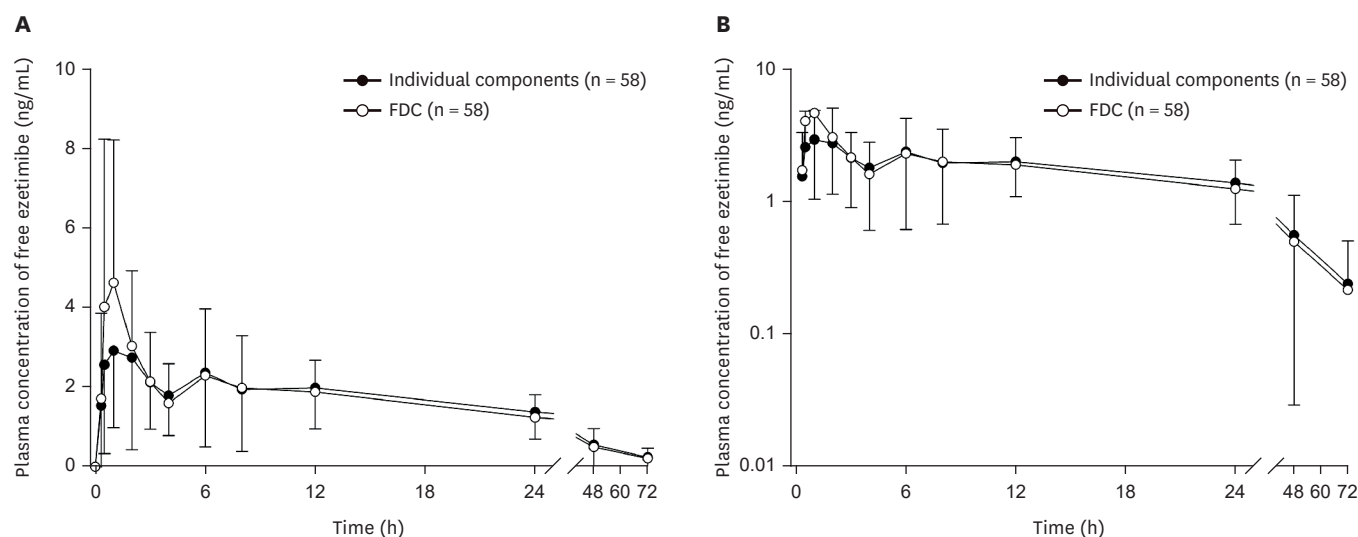 A
Plasma concentration of free ezetimibe (ng/mL)
10
8
6
4
2
0
Individual components (n = 58)
FDC (n = 58)
0 6 12 18 24 48 60 72
Time (h)
B
Plasma concentration of free ezetimibe (ng/mL)
10
1
0.1
0.01
Individual components (n = 58)
FDC (n = 58)
0 6 12 18 24 48 60 72
Time (h)